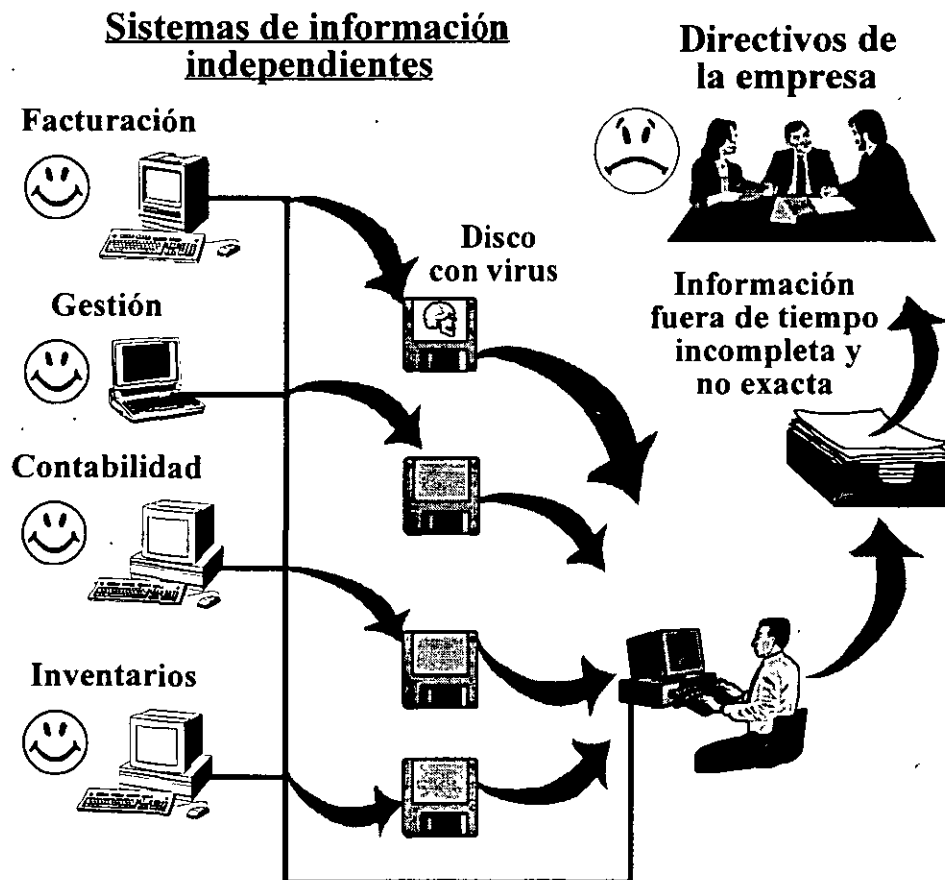 Sistemas de información
independientes
Directivos de
la empresa
Facturación
Disco
con virus
Gestión
Información
fuera de tiempo
incompleta y
no exacta
Contabilidad
Inventarios